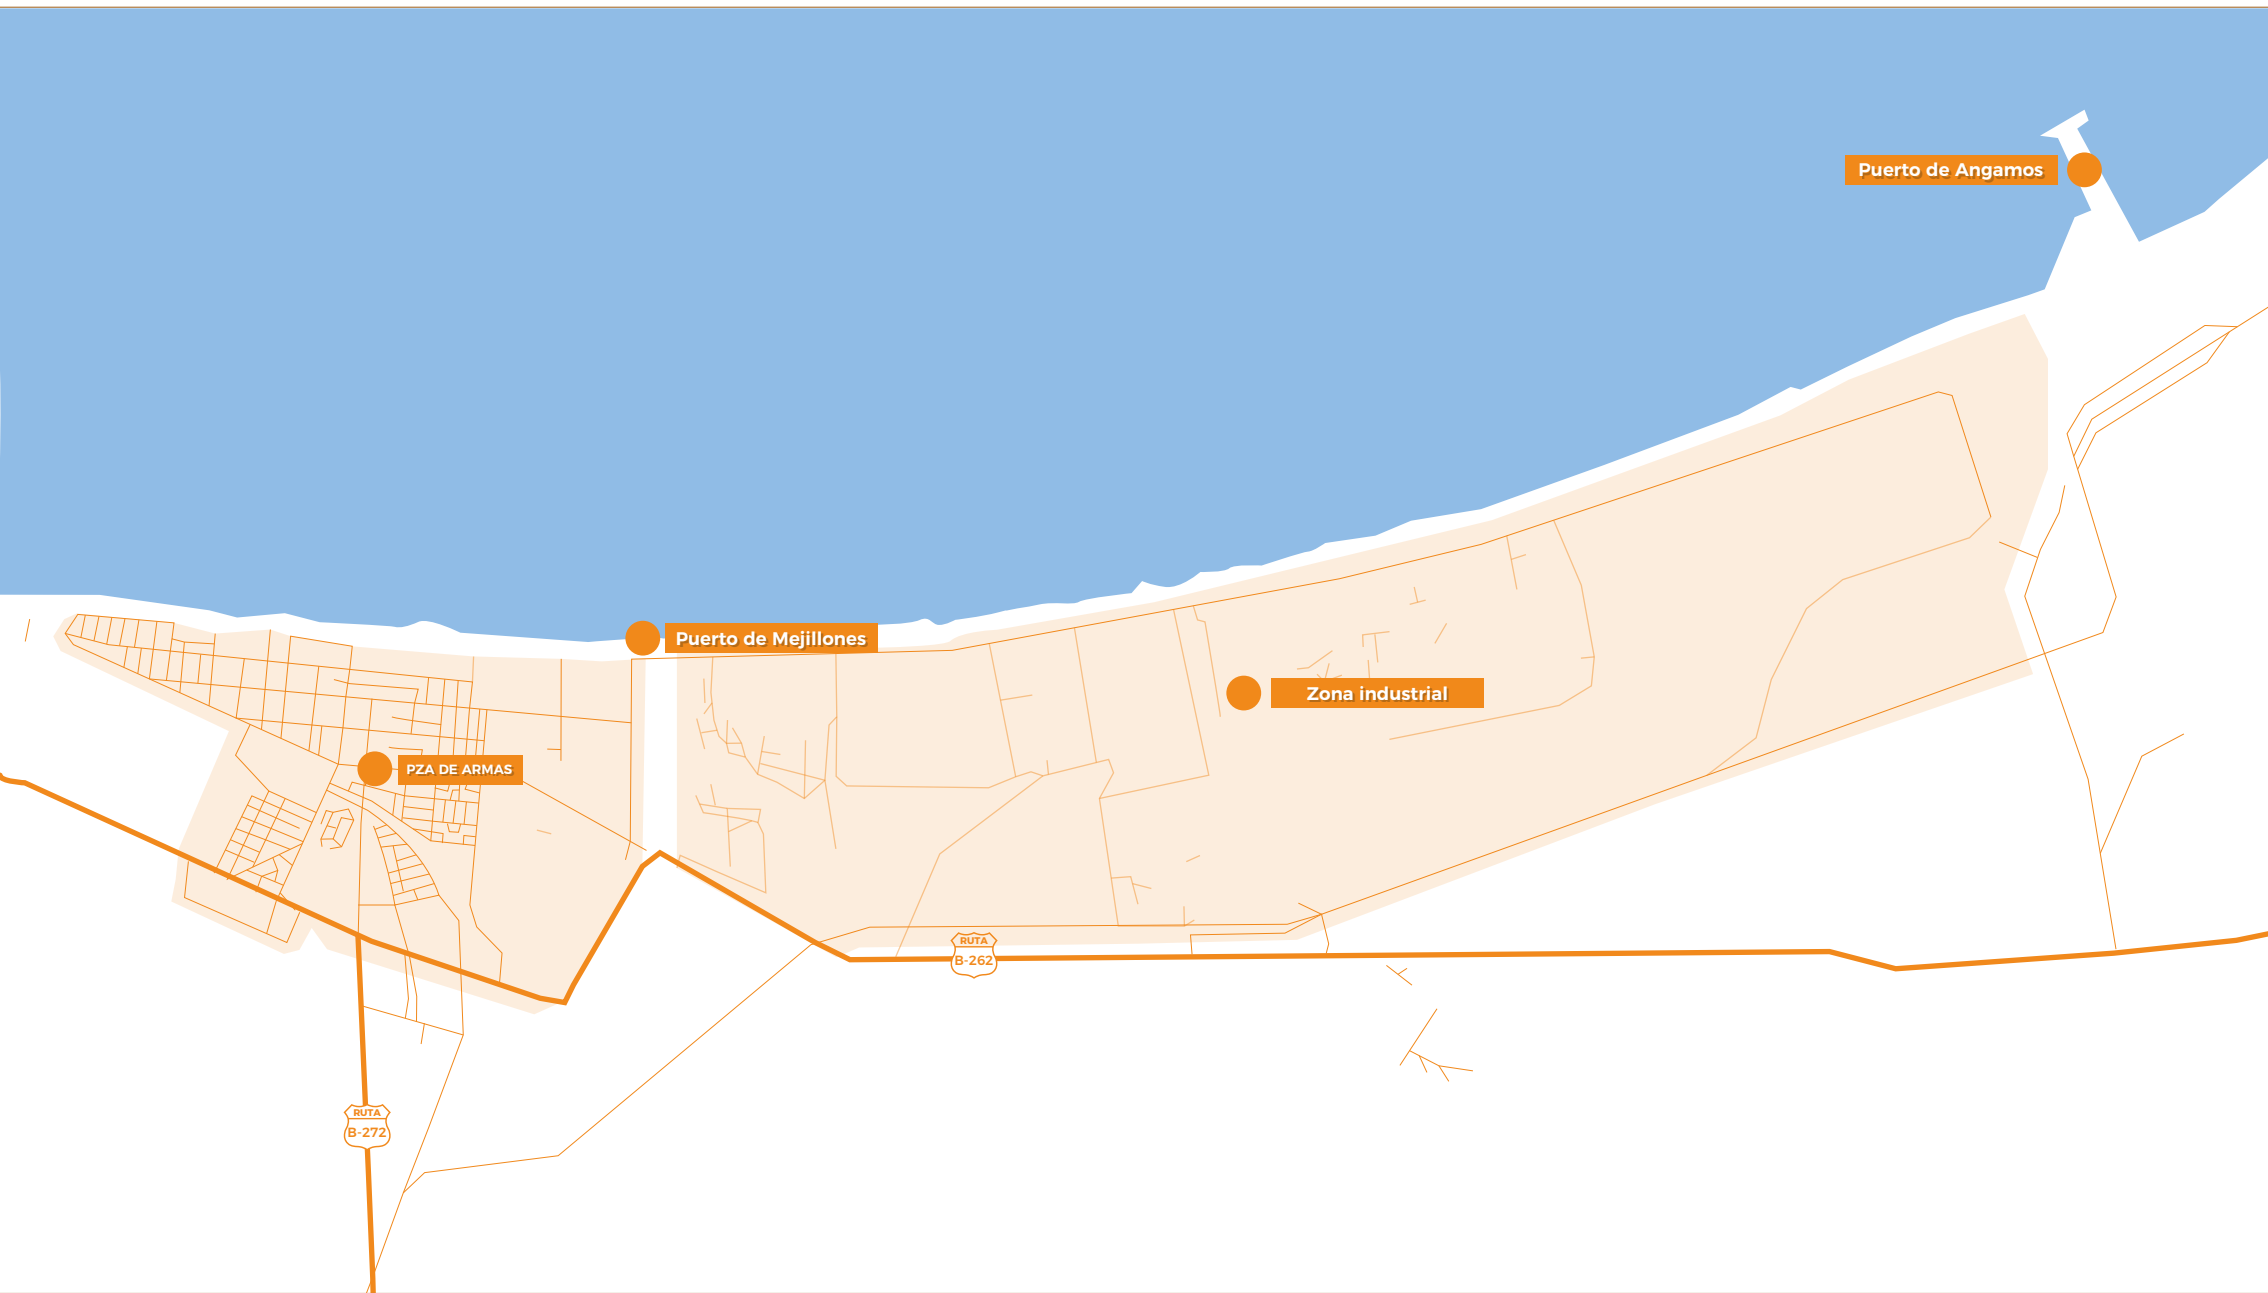 Puerto de Angamos
Puerto de Mejillones
Zona industrial
PZA DE ARMAS
RUTA
B-262
RUTA
B-272